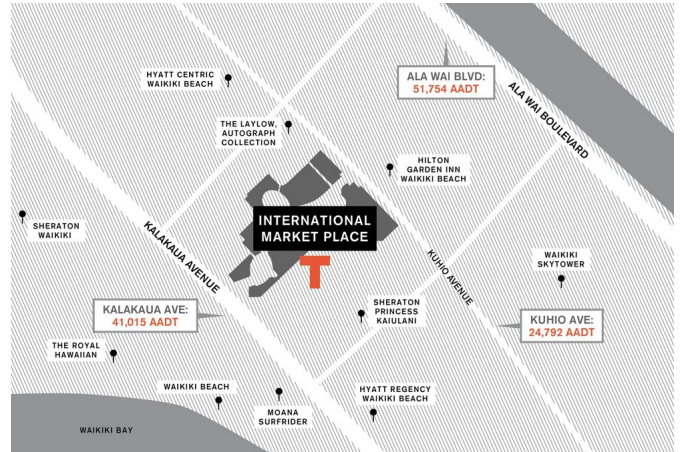 HYATT CENTRIC
WAIKIKI BEACH
ALA WAI BLVD:
51,754 AADT
ALA WAI BOULEVARD
THE LAYLOW,
AUTOGRAPH
COLLECTION
HILTON
GARDEN INN
WAIKIKI BEACH
SHERATON
WAIKIKI
INTERNATIONAL
MARKET PLACE
T
KALAKAUA AVENUE
KUHIO AVENUE
WAIKIKI
SKYTOWER
KALAKAUA AVE:
41,015 AADT
SHERATON
PRINCESS
KAIULANI
KUHIO AVE:
24,792 AADT
THE ROYAL
HAWAIIAN
WAIKIKI BEACH
MOANA
SURFRIDER
HYATT REGENCY
WAIKIKI BEACH
WAIKIKI BAY